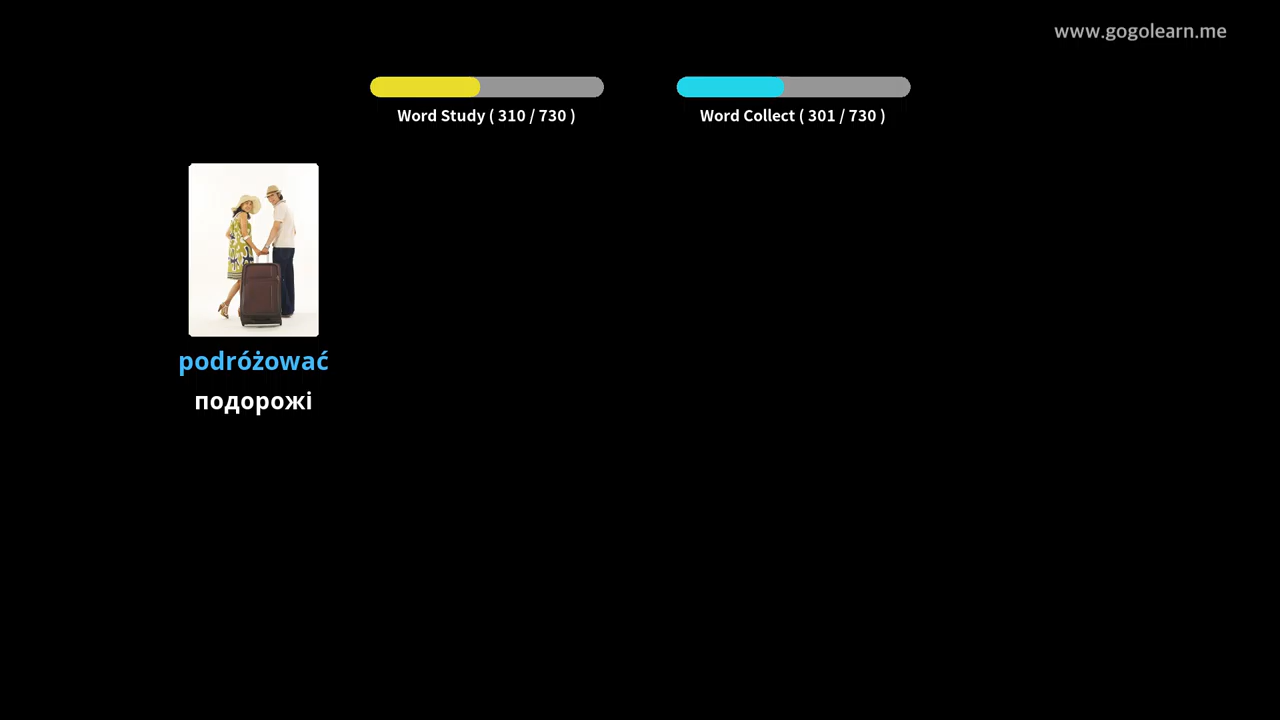 www.gogolearn.me
Word Study ( 310 / 730 )
Word Collect ( 301 / 730 )
podróżować
подорожі